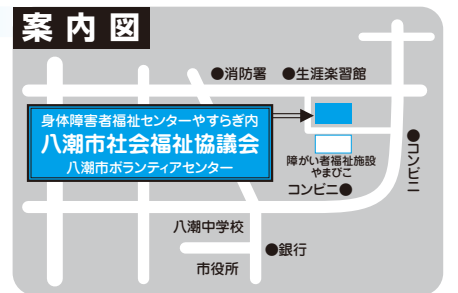 案内図
●消防署 ●生涯楽習館
身体障害者福祉センターやすらぎ内
八潮市社会福祉協議会
八潮市ボランティアセンター
障がい者福祉施設
やまびこ
コンビニ●
●コンビニ
八潮中学校
●銀行
市役所